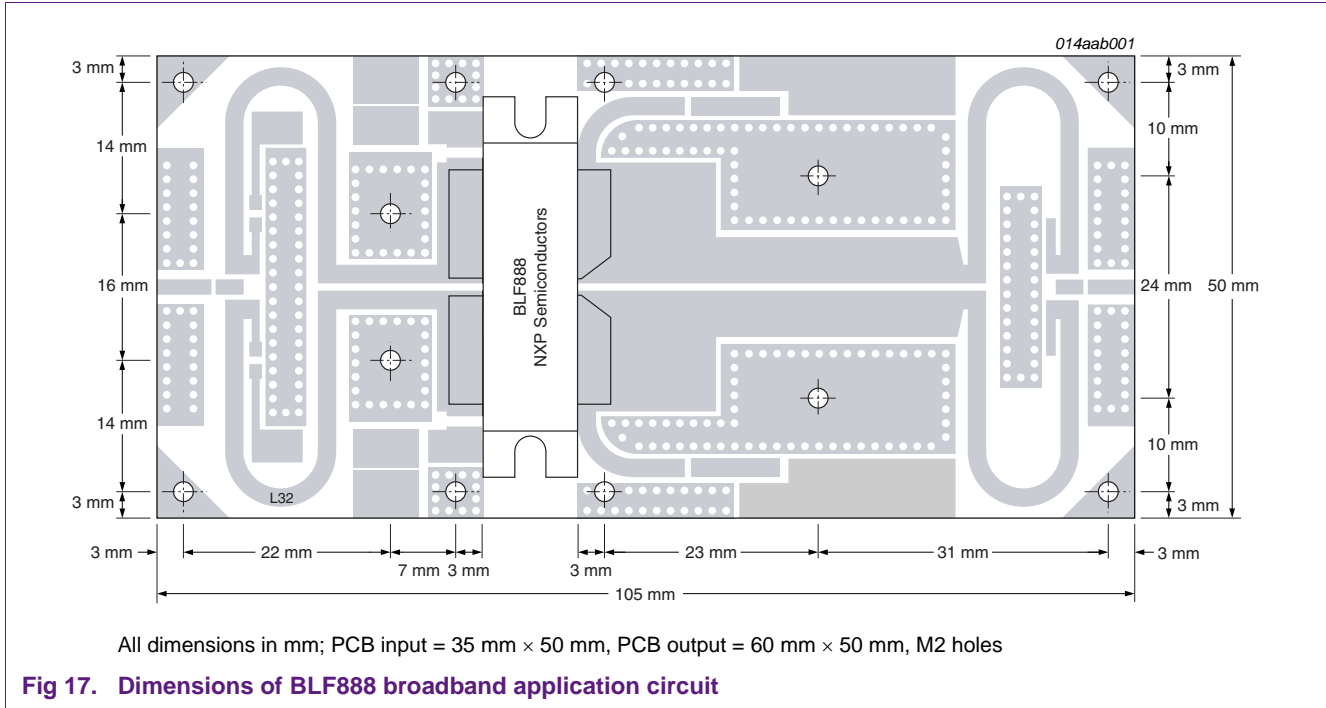 014aab001
3 mm
14 mm
16 mm
14 mm
3 mm
BLF888
NXP Semiconductors
L32
3 mm
10 mm
24 mm
50 mm
10 mm
3 mm
3 mm
22 mm
7 mm
3 mm
3 mm
23 mm
31 mm
3 mm
105 mm
All dimensions in mm; PCB input = 35 mm × 50 mm, PCB output = 60 mm × 50 mm, M2 holes
Fig 17. Dimensions of BLF888 broadband application circuit